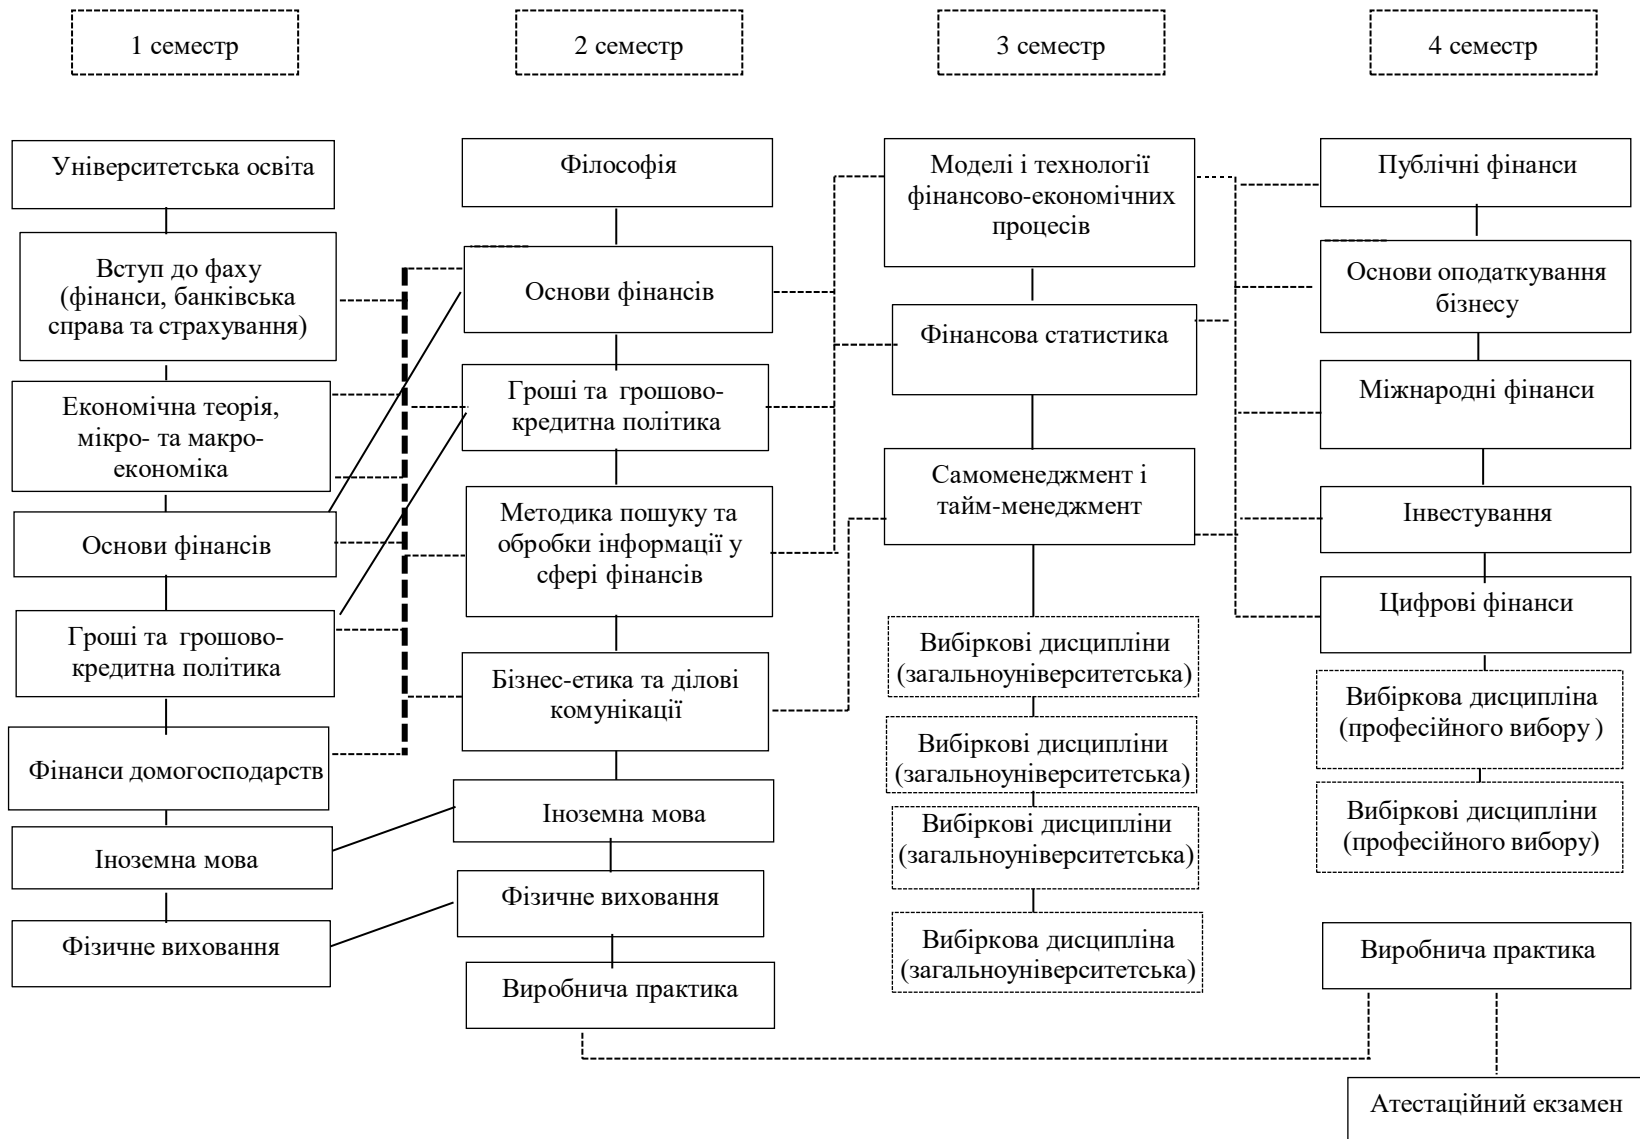 1 семестр
2 семестр
3 семестр
4 семестр
Університетська освіта
Вступ до фаху
(фінанси, банківська
справа та страхування)
Економічна теорія,
мікро- та макро-
економіка
Основи фінансів
Гроші та грошово-
кредитна політика
Фінанси домогосподарств
Іноземна мова
Фізичне виховання
Філософія
Основи фінансів
Гроші та грошово-
кредитна політика
Методика пошуку та
обробки інформації у
сфері фінансів
Бізнес-етика та ділові
комунікації
Іноземна мова
Фізичне виховання
Виробнича практика
Моделі і технології
фінансово-економічних
процесів
Фінансова статистика
Самоменеджмент і
тайм-менеджмент
Вибіркові дисципліни
(загальноуніверситетська)
Вибіркові дисципліни
(загальноуніверситетська)
Вибіркові дисципліни
(загальноуніверситетська)
Вибіркова дисципліна
(загальноуніверситетська)
Публічні фінанси
Основи оподаткування
бізнесу
Міжнародні фінанси
Інвестування
Цифрові фінанси
Вибіркова дисципліна
(професійного вибору )
Вибіркові дисципліни
(професійного вибору)
Виробнича практика
Атестаційний екзамен